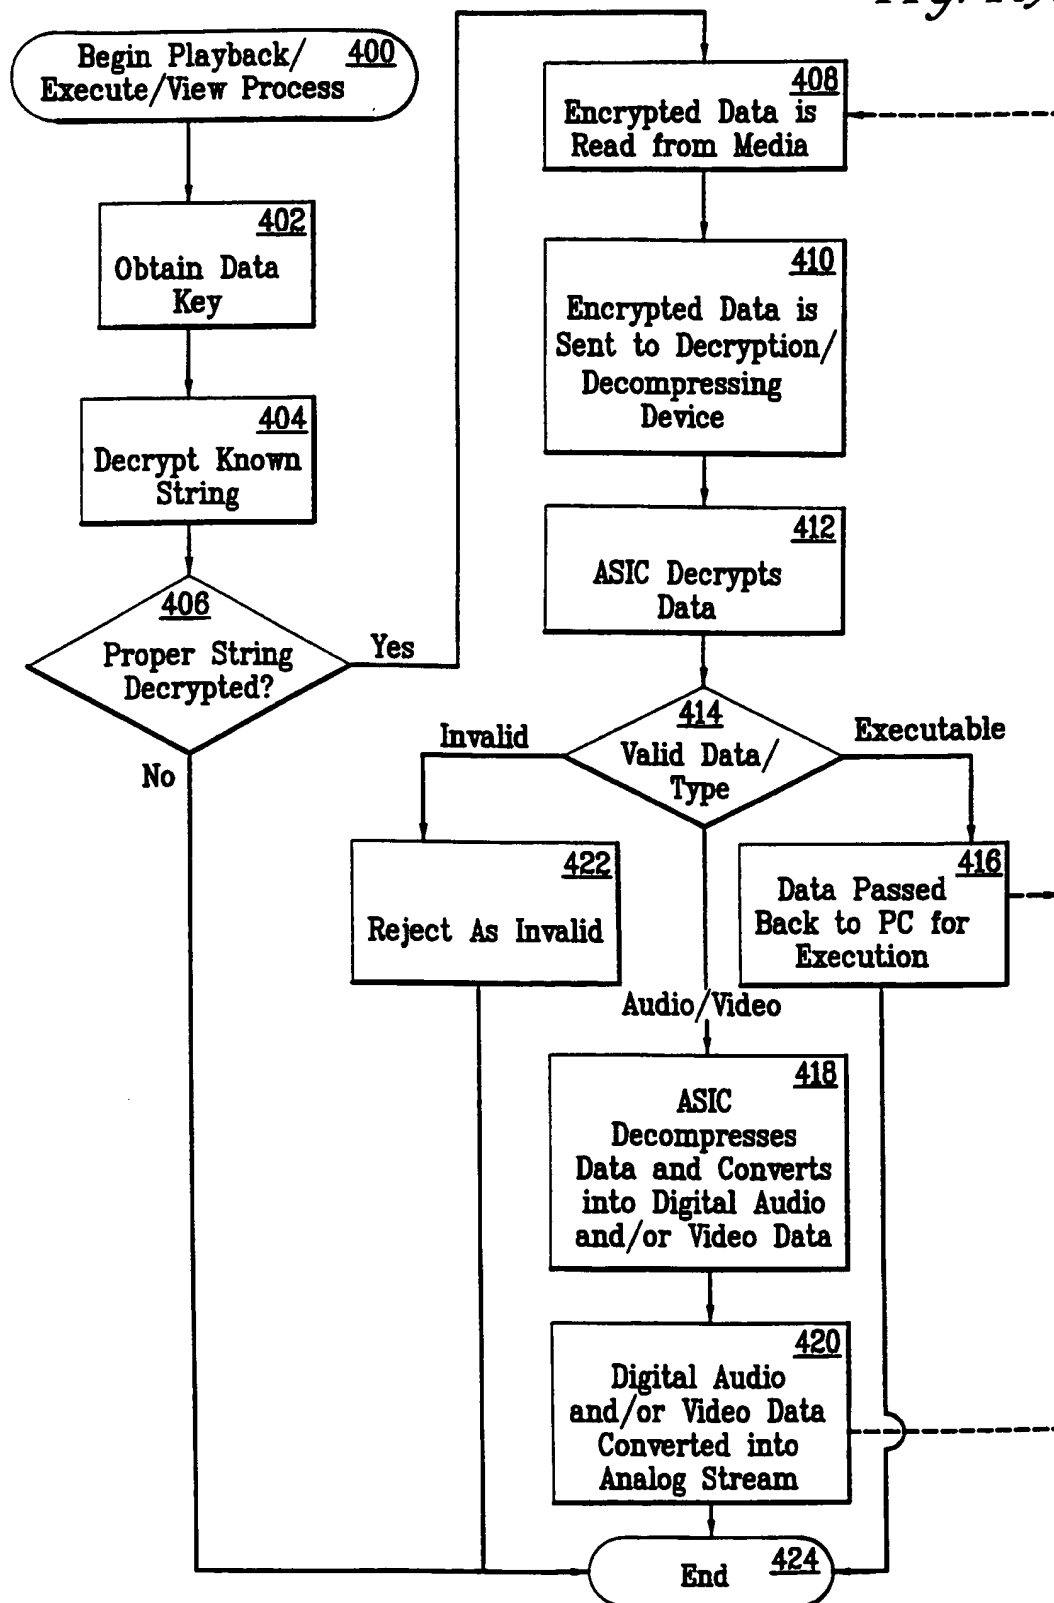 Fig.
Begin Playback/ 400
Execute/View Process
402
Obtain Data
Key
404
Decrypt Known
String
406
Proper String
Decrypted?
Yes
No
408
Encrypted Data is
Read from Media
410
Encrypted Data is
Sent to Decryption/
Decompressing
Device
412
ASIC Decrypts
Data
414
Valid Data/
Type
Invalid
Executable
422
Reject As Invalid
416
Data Passed
Back to PC for
Execution
Audio/Video
418
ASIC
Decompresses
Data and Converts
into Digital Audio
and/or Video Data
420
Digital Audio
and/or Video Data
Converted into
Analog Stream
End 424